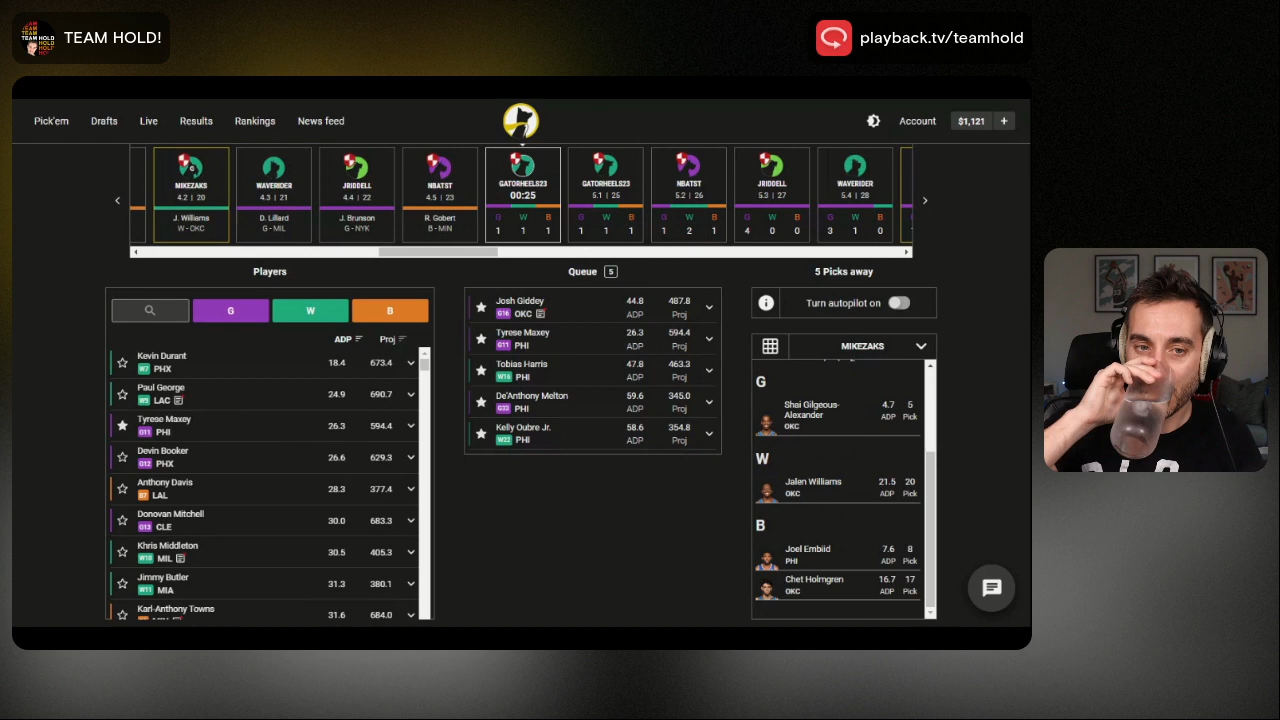 TEAM HOLD!
playback.tv/teamhold
Pick'em Drafts Live Results Rankings News feed
Account $1,121 +
MIKEZAKS
4.2 | 20
J. Williams
W - OKC
WAVERIDER
4.3 | 21
D. Lillard
G - MIL
JRIDDELL
4.4 | 22
J. Brunson
G - NYK
NBATST
4.5 | 23
R. Gobert
B - MIN
GATORHEELS23
00:25
G W B
1 1 1
GATORHEELS23
5.1 | 25
G W B
1 1 1
NBATST
5.2 | 26
G W B
1 2 1
JRIDDELL
5.3 | 27
G W B
4 0 0
WAVERIDER
5.4 | 28
G W B
3 1 0
Players
G W B
ADP Proj
Kevin Durant
W7 PHX 18.4 673.4
Paul George
W9 LAC 24.9 690.7
Tyrese Maxey
G11 PHI 26.3 594.4
Devin Booker
G12 PHX 26.6 629.3
Anthony Davis
B7 LAL 28.3 377.4
Donovan Mitchell
G13 CLE 30.0 683.3
Khris Middleton
W10 MIL 30.5 405.3
Jimmy Butler
W11 MIA 31.3 380.1
Karl-Anthony Towns
31.6 684.0
Queue 5
Josh Giddey 44.8 487.8
G16 OKC ADP Proj
Tyrese Maxey 26.3 594.4
G11 PHI ADP Proj
Tobias Harris 47.8 463.3
W16 PHI ADP Proj
De'Anthony Melton 59.6 345.0
G23 PHI ADP Proj
Kelly Oubre Jr. 58.6 354.8
W22 PHI ADP Proj
5 Picks away
Turn autopilot on
MIKEZAKS
G
Shai Gilgeous-
Alexander
OKC
4.7 5
ADP Pick
W
Jalen Williams 21.5 20
OKC ADP Pick
B
Joel Embiid 7.6 8
PHI ADP Pick
Chet Holmgren 16.7 17
OKC ADP Pick